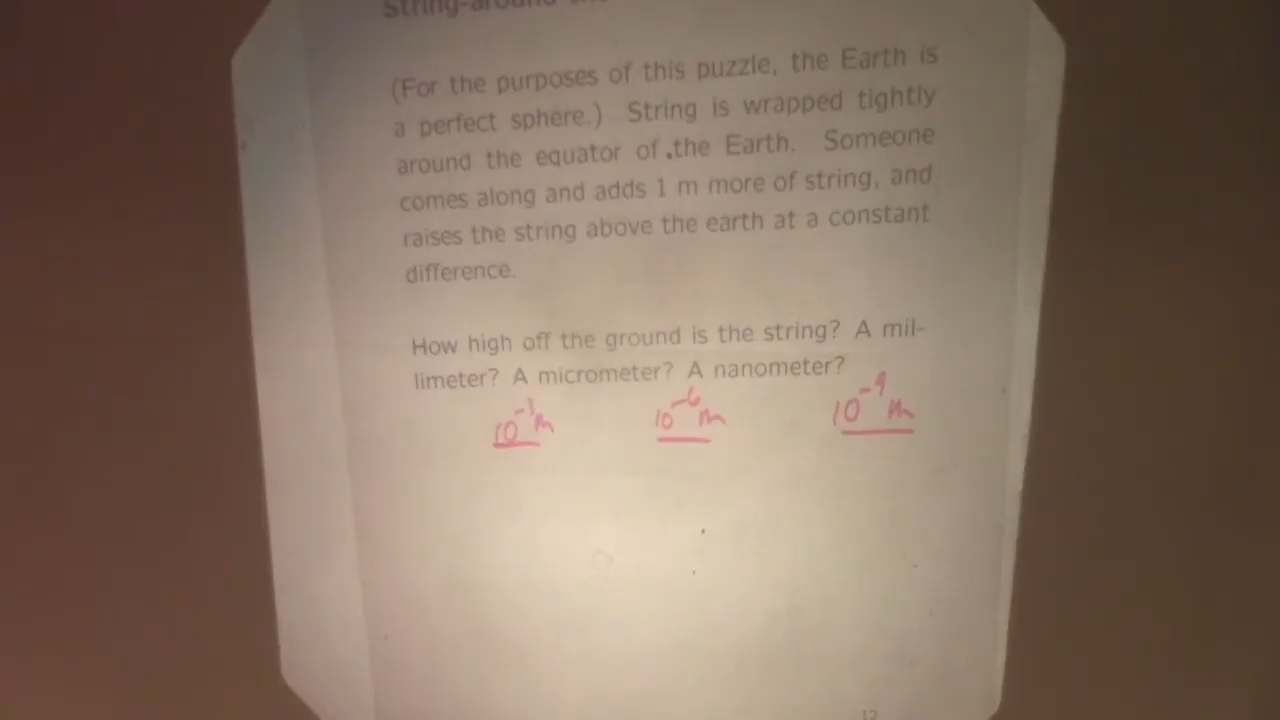 String-around
(For the purposes of this puzzle, the Earth is
a perfect sphere.) String is wrapped tightly
around the equator of the Earth. Someone
comes along and adds 1 m more of string, and
raises the string above the earth at a constant
difference.
How high off the ground is the string? A mil-
limeter? A micrometer? A nanometer?
10⁻³m 10⁻⁶m 10⁻⁹m
12